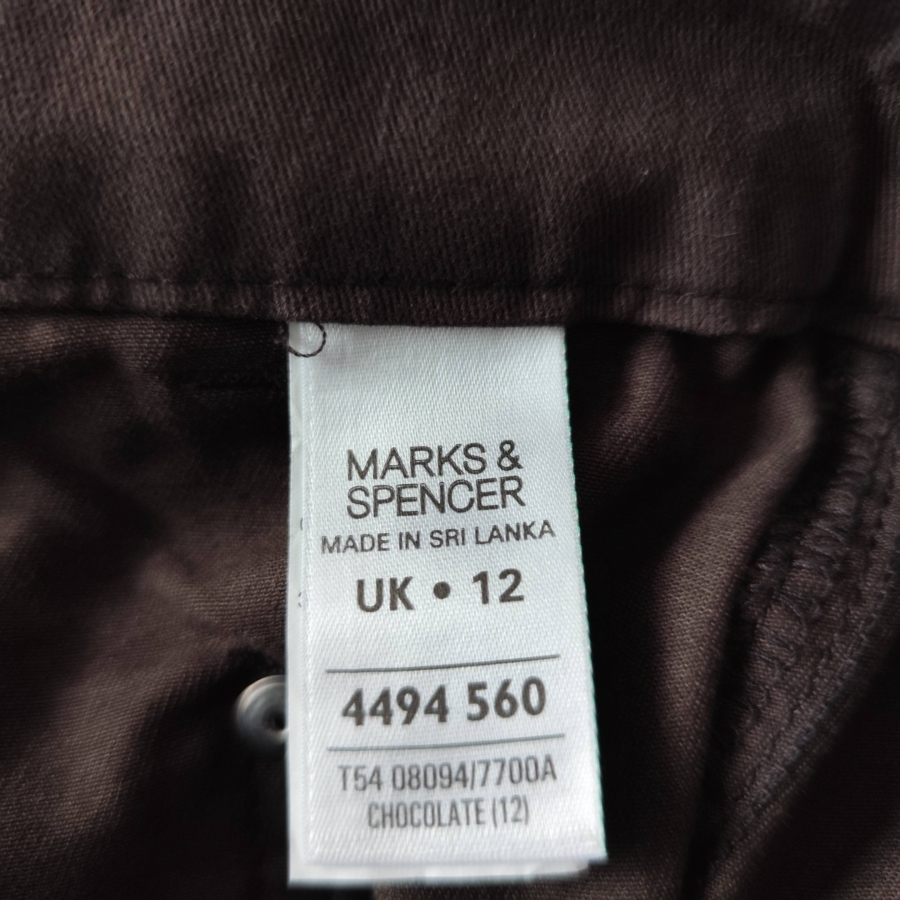 MARKS &
SPENCER
MADE IN SRI LANKA
UK • 12
4494 560
T54 08094/7700A
CHOCOLATE (12)